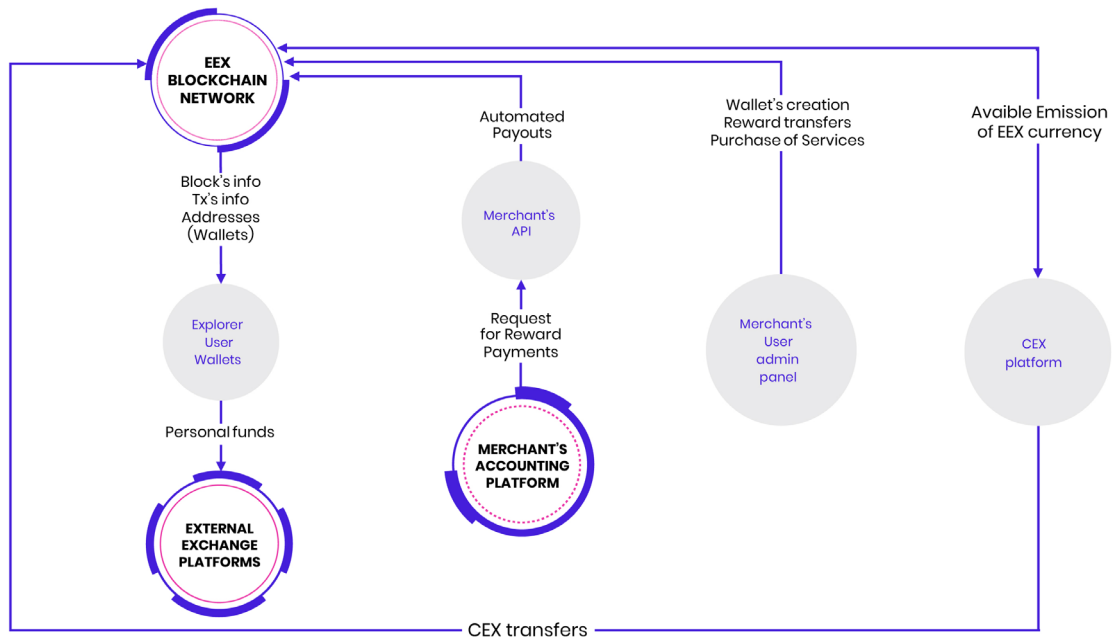 EEX
BLOCKCHAIN
NETWORK
Block's info
Tx's info
Addresses
(Wallets)
Explorer
User
Wallets
Personal funds
EXTERNAL
EXCHANGE
PLATFORMS
Automated
Payouts
Merchant's
API
Request
for Reward
Payments
MERCHANT'S
ACCOUNTING
PLATFORM
Wallet's creation
Reward transfers
Purchase of Services
Merchant's
User
admin
panel
Avaible Emission
of EEX currency
CEX
platform
CEX transfers